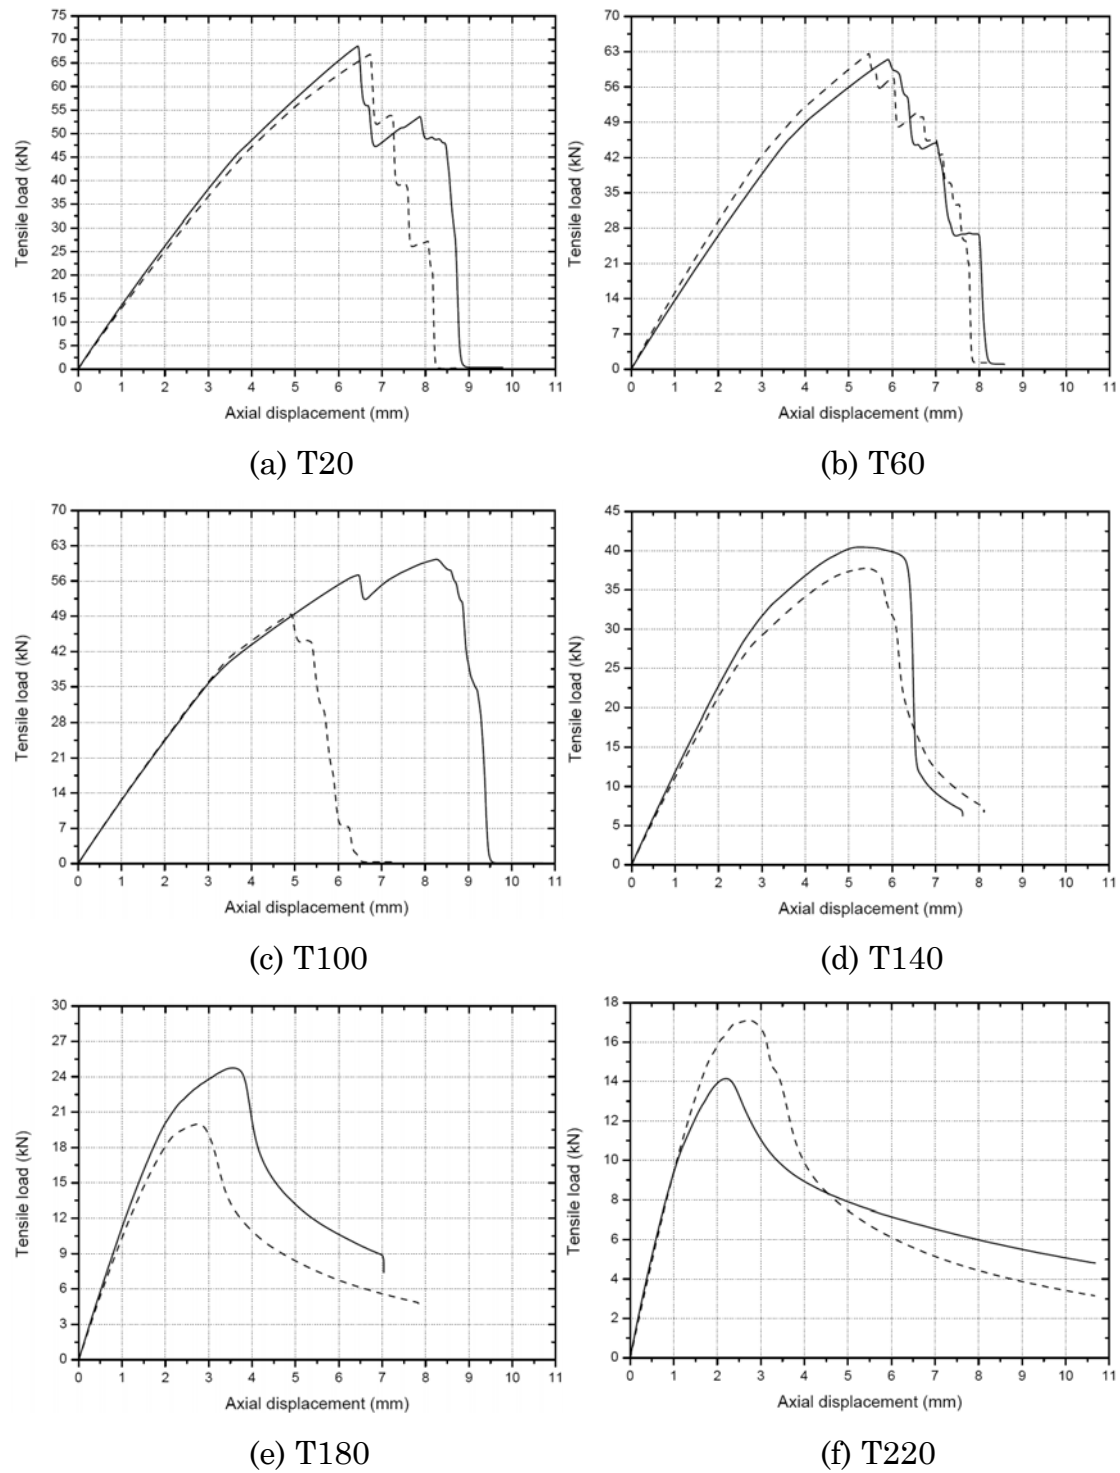 75
70
65
60
55
50
45
40
35
30
25
20
15
10
5
0
Tensile load (kN)
0 1 2 3 4 5 6 7 8 9 10 11
Axial displacement (mm)
(a) T20
70
63
56
49
42
35
28
21
14
7
0
Tensile load (kN)
0 1 2 3 4 5 6 7 8 9 10 11
Axial displacement (mm)
(b) T60
70
63
56
49
42
35
28
21
14
7
0
Tensile load (kN)
0 1 2 3 4 5 6 7 8 9 10 11
Axial displacement (mm)
(c) T100
45
40
35
30
25
20
15
10
5
0
Tensile load (kN)
0 1 2 3 4 5 6 7 8 9 10 11
Axial displacement (mm)
(d) T140
30
27
24
21
18
15
12
9
6
3
0
Tensile load (kN)
0 1 2 3 4 5 6 7 8 9 10 11
Axial displacement (mm)
(e) T180
18
16
14
12
10
8
6
4
2
0
Tensile load (kN)
0 1 2 3 4 5 6 7 8 9 10 11
Axial displacement (mm)
(f) T220